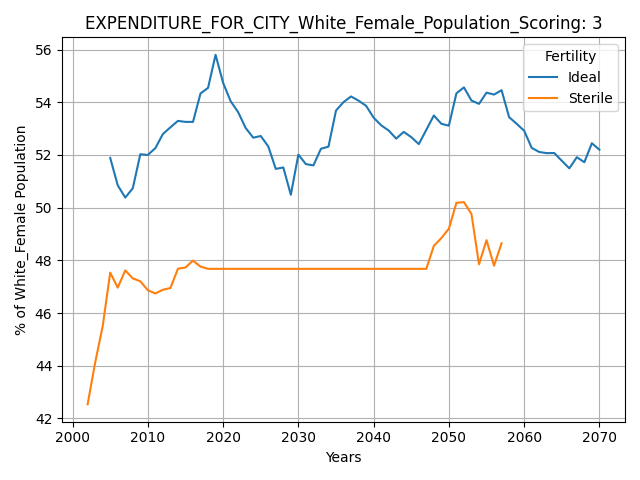 EXPENDITURE_FOR_CITY_White_Female_Population_Scoring: 3
Fertility
Ideal
Sterile
% of White_Female Population
56
54
52
50
48
46
44
42
2000 2010 2020 2030 2040 2050 2060 2070
Years